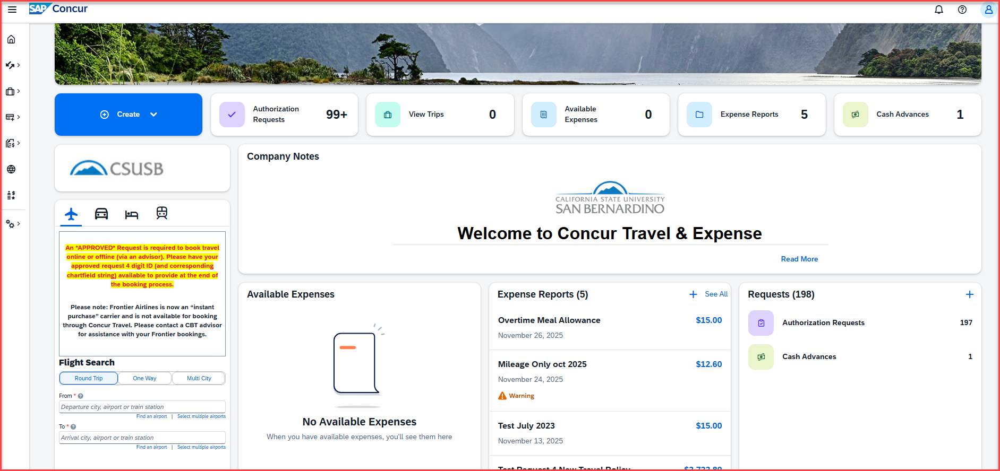 SAP Concur
Create
Authorization
Requests
99+
View Trips
0
Available
Expenses
0
Expense Reports
5
Cash Advances
1
CSUSB
An *APPROVED* Request is required to book travel
online or offline (via an advisor). Please have your
approved request 4 digit ID (and corresponding
chartfield string) available to provide at the end of
the booking process.
Please note: Frontier Airlines is now an “instant
purchase” carrier and is not available for booking
through Concur Travel. Please contact a CBT advisor
for assistance with your Frontier bookings.
Flight Search
Round Trip
One Way
Multi City
From *
Departure city, airport or train station
Find an airport | Select multiple airports
To *
Arrival city, airport or train station
Find an airport | Select multiple airports
Company Notes
CALIFORNIA STATE UNIVERSITY
SAN BERNARDINO
Welcome to Concur Travel & Expense
Read More
Available Expenses
No Available Expenses
When you have available expenses, you'll see them here
Expense Reports (5)
See All
Overtime Meal Allowance
$15.00
November 26, 2025
Mileage Only oct 2025
$12.60
November 24, 2025
Warning
Test July 2023
$15.00
November 13, 2025
Test Request 4 New Travel Policy
$2,722.80
Requests (198)
Authorization Requests
197
Cash Advances
1